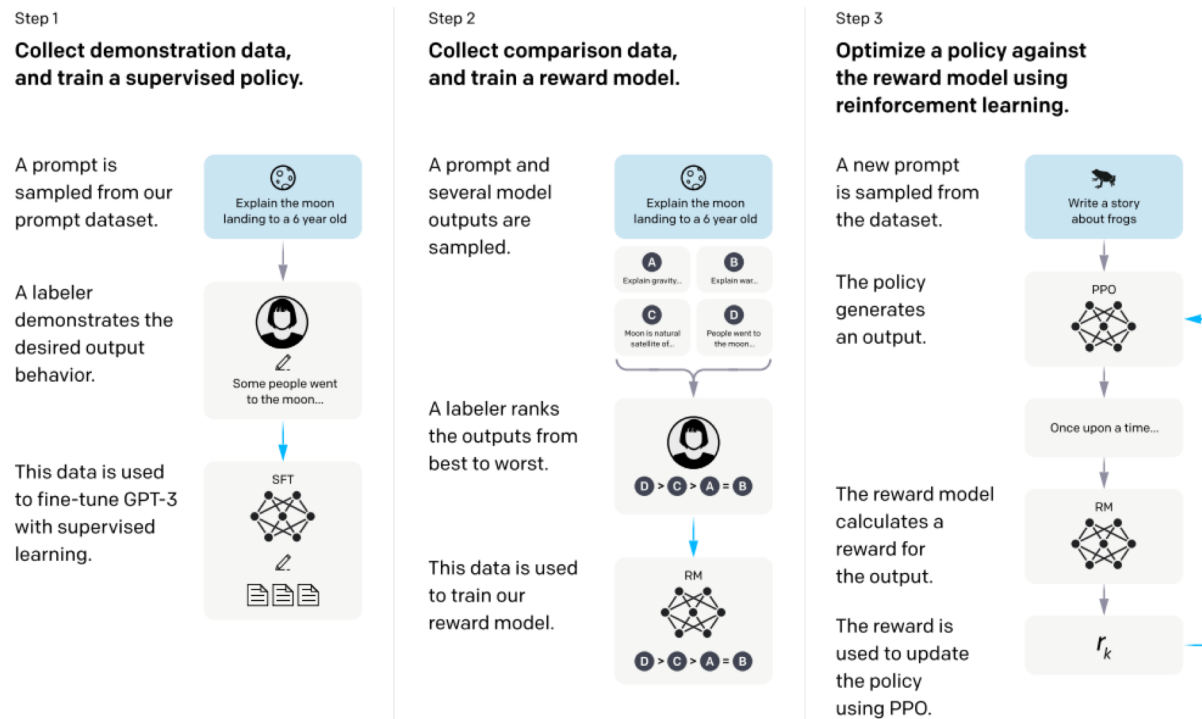 Step 1
Collect demonstration data,
and train a supervised policy.
A prompt is
sampled from our
prompt dataset.
Explain the moon
landing to a 6 year old
A labeler
demonstrates the
desired output
behavior.
Some people went
to the moon...
This data is used
to fine-tune GPT-3
with supervised
learning.
SFT
Step 2
Collect comparison data,
and train a reward model.
A prompt and
several model
outputs are
sampled.
Explain the moon
landing to a 6 year old
A
Explain gravity...
B
Explain war...
C
Moon is natural
satellite of...
D
People went to
the moon...
A labeler ranks
the outputs from
best to worst.
D > C > A = B
This data is used
to train our
reward model.
RM
D > C > A = B
Step 3
Optimize a policy against
the reward model using
reinforcement learning.
A new prompt
is sampled from
the dataset.
Write a story
about frogs
The policy
generates
an output.
PPO
Once upon a time...
The reward model
calculates a
reward for
the output.
RM
The reward is
used to update
the policy
using PPO.
r_k